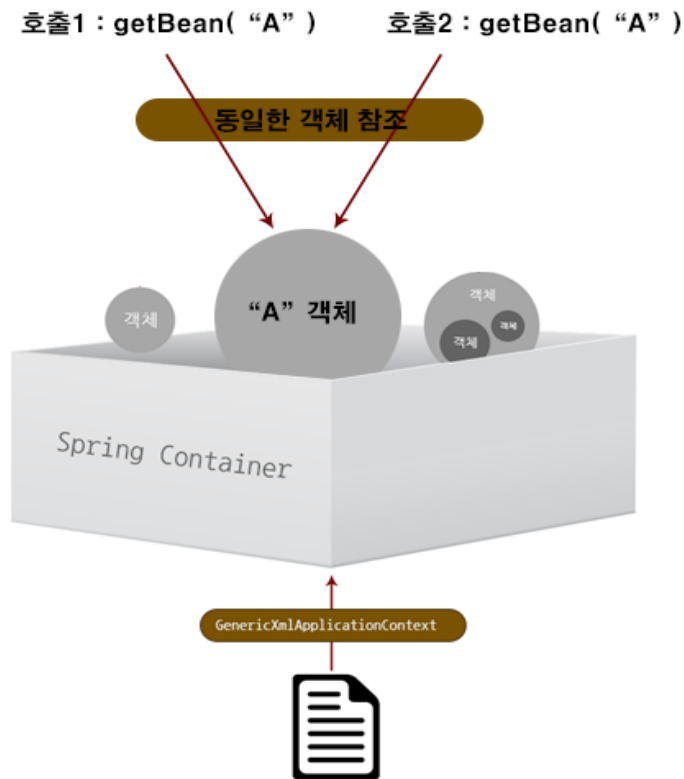 호출1 : getBean( “A” )
호출2 : getBean( “A” )
동일한 객체 참조
객체
“A” 객체
객체
객체
객체
Spring Container
GenericXmlApplicationContext